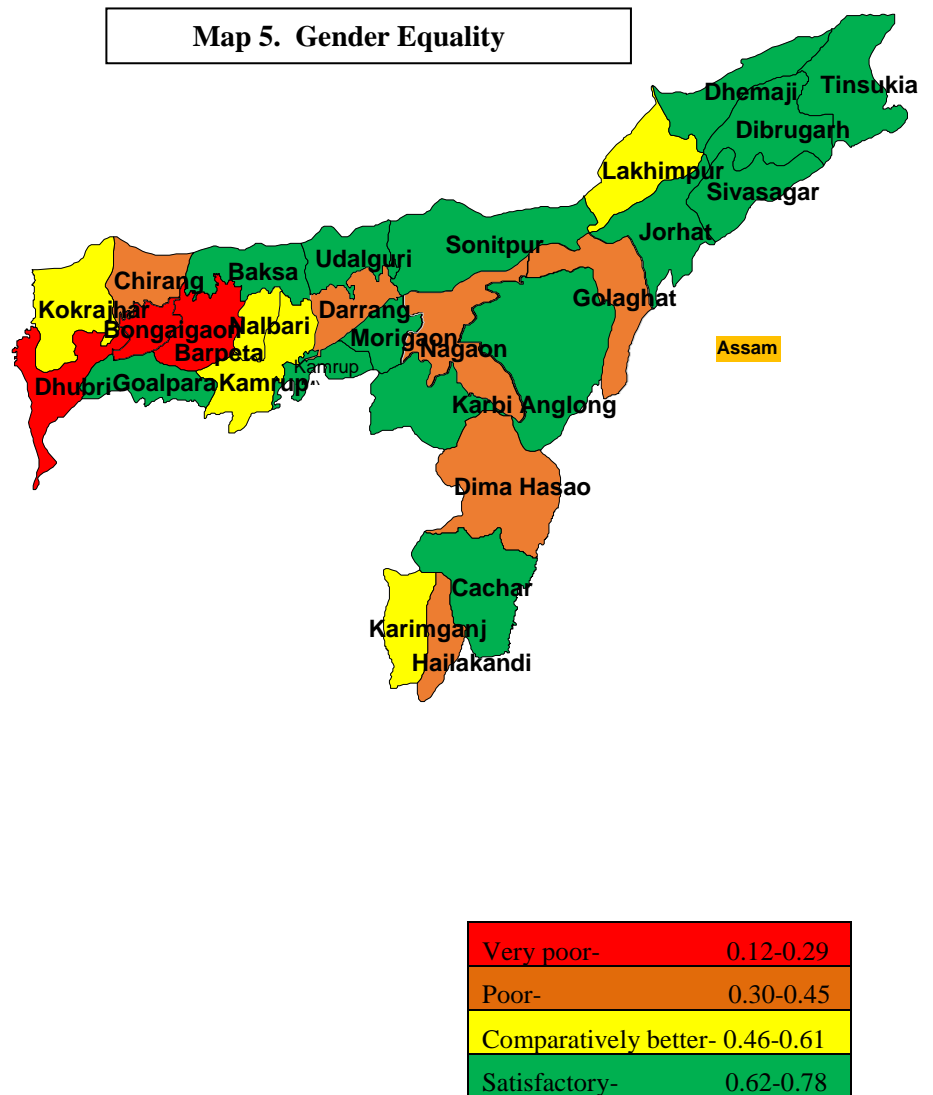 Map 5. Gender Equality
Tinsukia
Dhemaji
Dibrugarh
Lakhimpur
Sivasagar
Jorhat
Sonitpur
Udalguri
Baksa
Chirang
Golaghat
Kokrajhar
Darrang
Bongaigaon
Nalbari
Morigaon
Nagaon
Assam
Barpeta
Kamrup
Dhubri
Goalpara
Kamrup
Karbi Anglong
Dima Hasao
Cachar
Karimganj
Hailakandi
Very poor- 0.12-0.29
Poor- 0.30-0.45
Comparatively better- 0.46-0.61
Satisfactory- 0.62-0.78